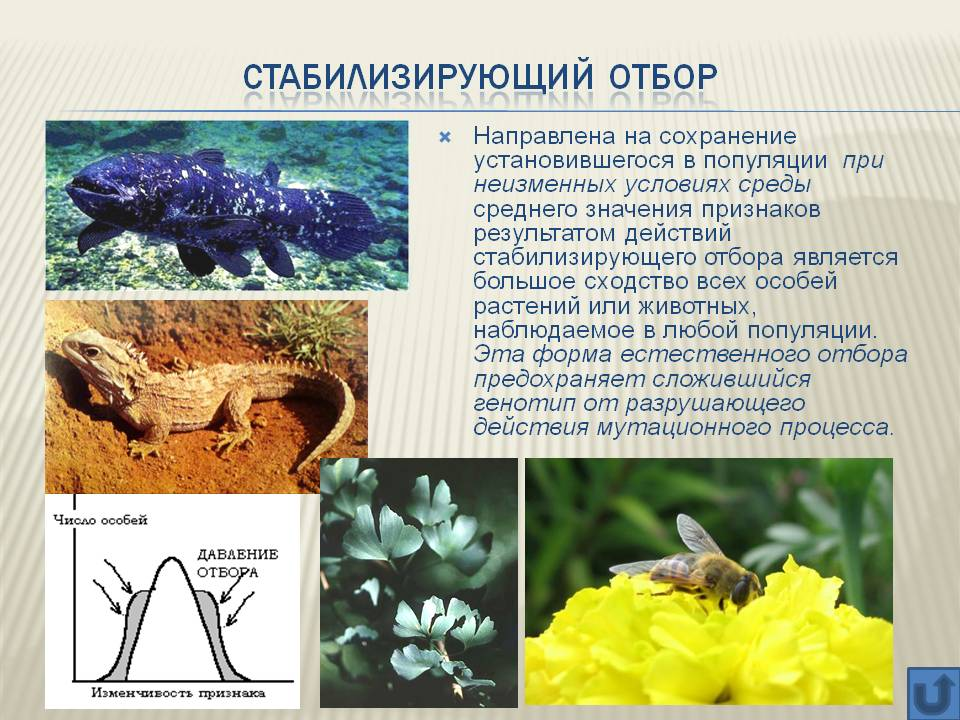 СТАБИЛИЗИРУЮЩИЙ ОТБОР
Направлена на сохранение
установившегося в популяции при
неизменных условиях среды
среднего значения признаков
результатом действий
стабилизирующего отбора является
большое сходство всех особей
растений или животных,
наблюдаемое в любой популяции.
Эта форма естественного отбора
предохраняет сложившийся
генотип от разрушающего
действия мутационного процесса.
Число особей
ДАВЛЕНИЕ
ОТБОРА
Изменчивость признака